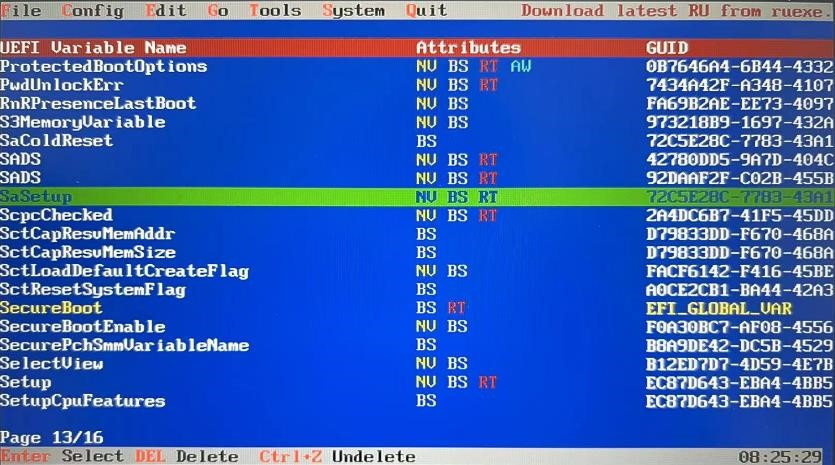 File Config Edit Go Tools System Quit Download latest RU from ruexe.
UEFI Variable Name Attributes GUID
ProtectedBootOptions NV BS RT AW 0B7646A4-6B44-4332
PwdUnlockErr NV BS RT 7434A42F-A348-4107
RnRPresenceLastBoot NV BS FA69B2AE-EE73-4097
S3MemoryVariable NV BS 973218B9-1697-432A
SaColdReset BS 72C5E28C-7783-43A1
SADS NV BS RT 42780DD5-9A7D-404C
SADS NV BS RT 92DAAF2F-C02B-455B
SaSetup NV BS RT 72C5E28C-7783-43A1
ScpcChecked NV BS RT 2A4DC6B7-41F5-45DD
SctCapResvMemAddr BS D79833DD-F670-468A
SctCapResvMemSize BS D79833DD-F670-468A
SctLoadDefaultCreateFlag NV BS FACF6142-F416-45BE
SctResetSystemFlag BS A0CE2CB1-BA44-42A3
SecureBoot BS RT EFI_GLOBAL_VAR
SecureBootEnable NV BS F0A30BC7-AF08-4556
SecurePchSmmVariableName BS B8A9DE42-DC5B-4529
SelectView NV BS B12ED7D7-4D59-4E7B
Setup NV BS RT EC87D643-EBA4-4BB5
SetupCpuFeatures BS EC87D643-EBA4-4BB5
Page 13/16
Enter Select DEL Delete Ctrl+Z Undelete 08:25:29